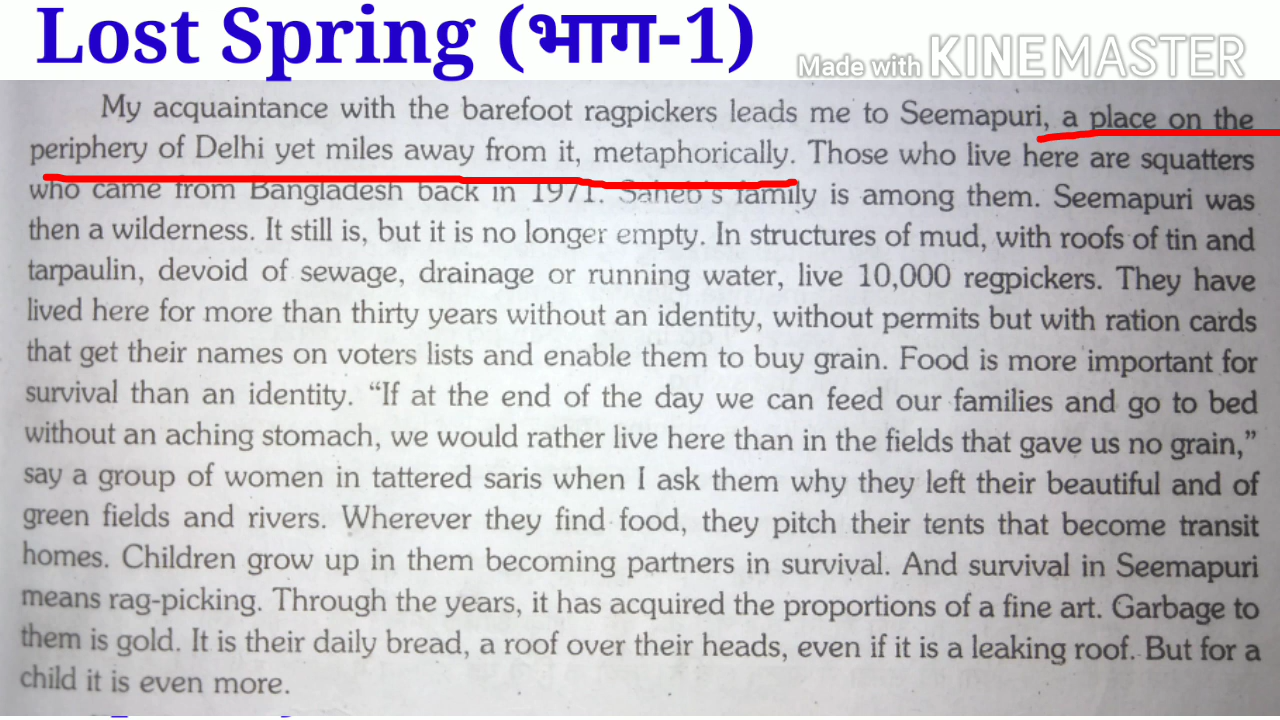 Lost Spring (भाग-1)
Made with KINEMASTER
My acquaintance with the barefoot ragpickers leads me to Seemapuri, a place on the
periphery of Delhi yet miles away from it, metaphorically. Those who live here are squatters
who came from Bangladesh back in 1971. Saheb's family is among them. Seemapuri was
then a wilderness. It still is, but it is no longer empty. In structures of mud, with roofs of tin and
tarpaulin, devoid of sewage, drainage or running water, live 10,000 regpickers. They have
lived here for more than thirty years without an identity, without permits but with ration cards
that get their names on voters lists and enable them to buy grain. Food is more important for
survival than an identity. “If at the end of the day we can feed our families and go to bed
without an aching stomach, we would rather live here than in the fields that gave us no grain,”
say a group of women in tattered saris when I ask them why they left their beautiful and of
green fields and rivers. Wherever they find food, they pitch their tents that become transit
homes. Children grow up in them becoming partners in survival. And survival in Seemapuri
means rag-picking. Through the years, it has acquired the proportions of a fine art. Garbage to
them is gold. It is their daily bread, a roof over their heads, even if it is a leaking roof. But for a
child it is even more.